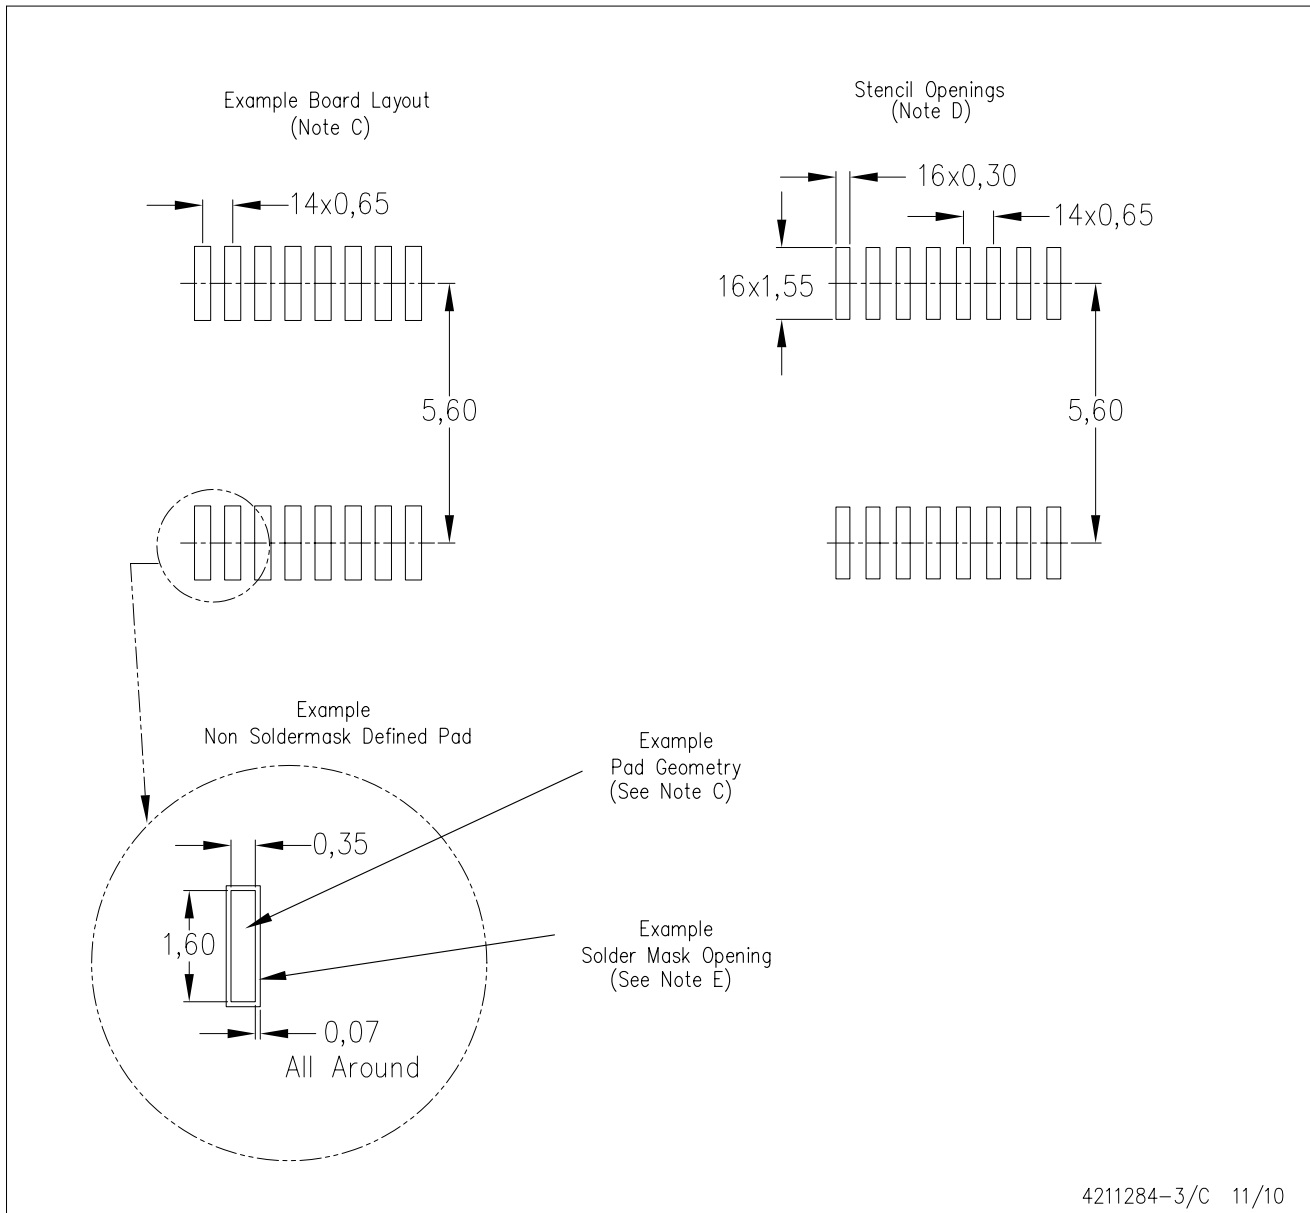 Example Board Layout
(Note C)
Stencil Openings
(Note D)
14x0,65
16x0,30
14x0,65
16x1,55
5,60
5,60
Example
Non Soldermask Defined Pad
Example
Pad Geometry
(See Note C)
0,35
1,60
Example
Solder Mask Opening
(See Note E)
0,07
All Around
4211284-3/C 11/10